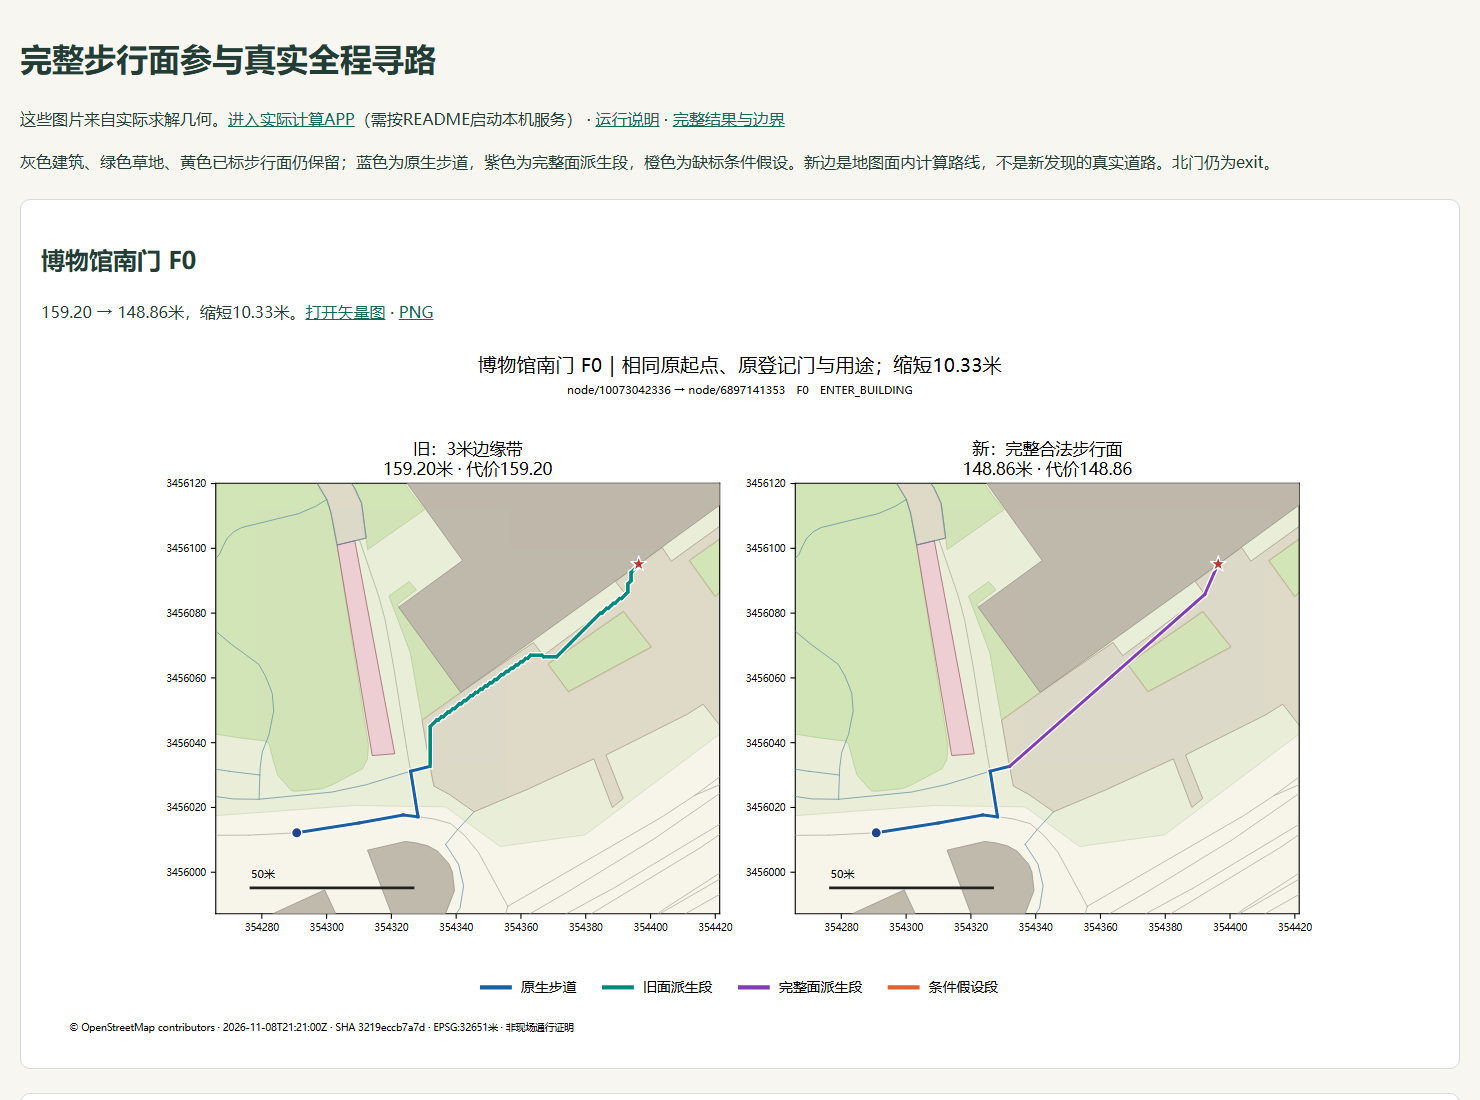 完整步行面参与真实全程寻路
这些图片来自实际求解几何。进入实际计算APP（需按README启动本机服务） · 运行说明 · 完整结果与边界
灰色建筑、绿色草地、黄色已标步行面仍保留；蓝色为原生步道，紫色为完整面派生段，橙色为缺标条件假设。新边是地图面内计算路线，不是新发现的真实道路。北门仍为exit。
博物馆南门 F0
159.20 → 148.86米，缩短10.33米。打开矢量图 · PNG
博物馆南门 F0 | 相同原起点、原登记门与用途；缩短10.33米
node/10073042336 → node/6897141353 F0 ENTER_BUILDING
旧：3米边缘带
159.20米 · 代价159.20
3456120
3456100
3456080
3456060
3456040
3456020
3456000
50米
354280 354300 354320 354340 354360 354380 354400 354420
新：完整合法步行面
148.86米 · 代价148.86
3456120
3456100
3456080
3456060
3456040
3456020
3456000
50米
354280 354300 354320 354340 354360 354380 354400 354420
原生步道 旧面派生段 完整面派生段 条件假设段
© OpenStreetMap contributors · 2026-11-08T21:21:00Z · SHA 3219eccb7a7d · EPSG:32651米 · 非现场通行证明